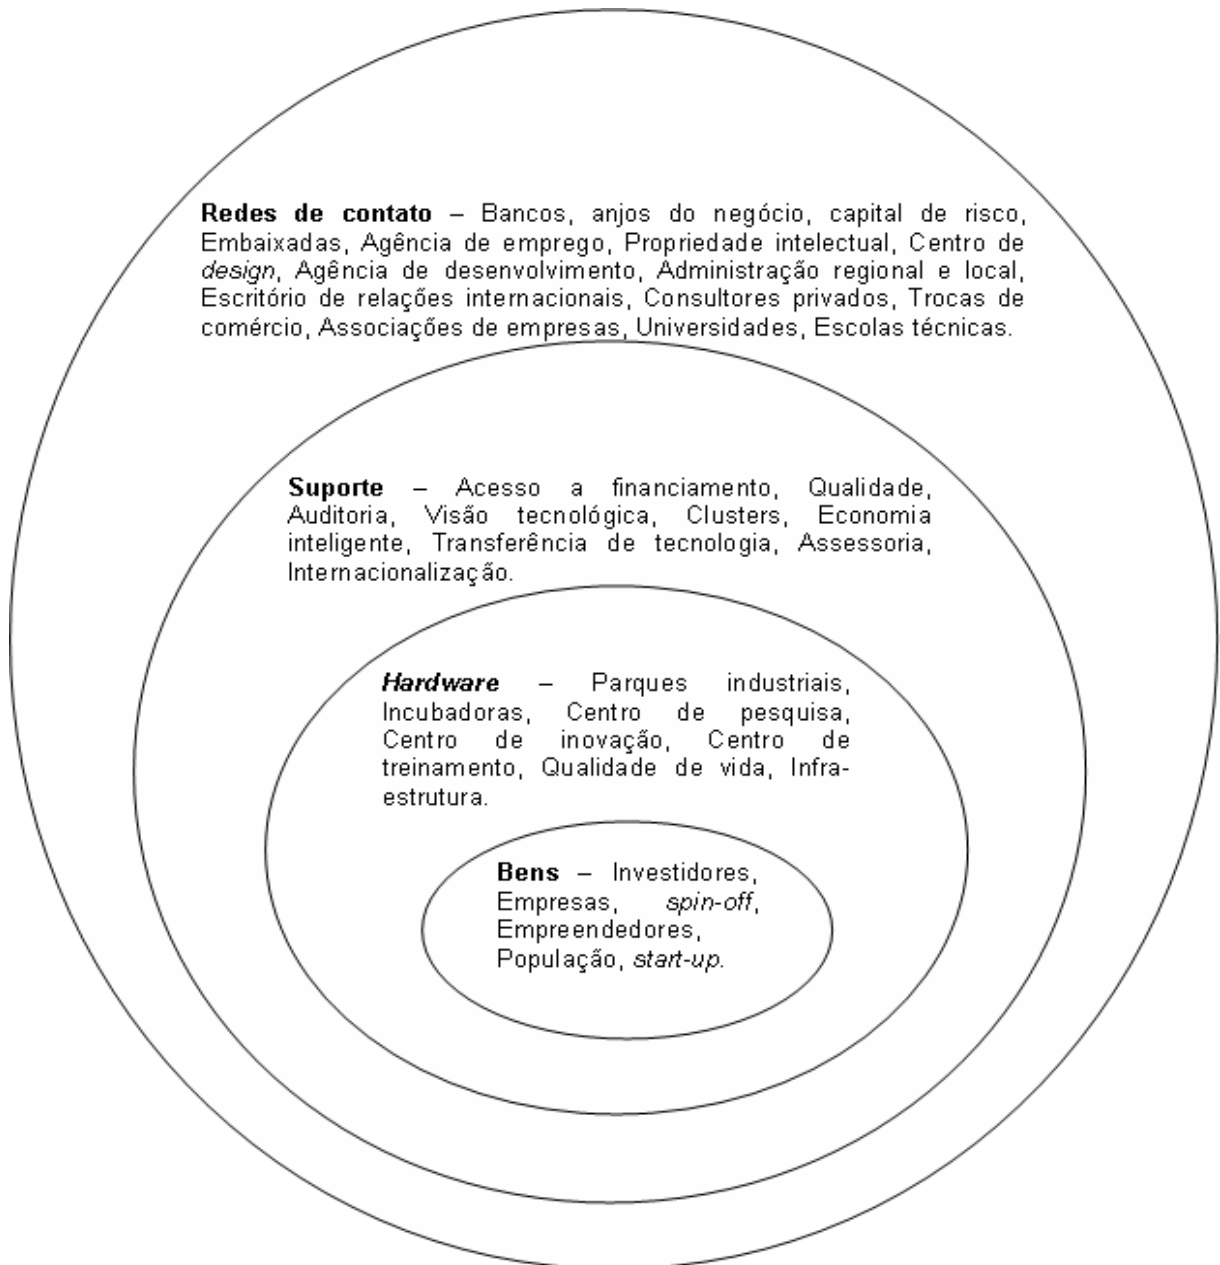 Redes de contato – Bancos, anjos do negócio, capital de risco,
Embaixadas, Agência de emprego, Propriedade intelectual, Centro de
design, Agência de desenvolvimento, Administração regional e local,
Escritório de relações internacionais, Consultores privados, Trocas de
comércio, Associações de empresas, Universidades, Escolas técnicas.
Suporte – Acesso a financiamento, Qualidade,
Auditoria, Visão tecnológica, Clusters, Economia
inteligente, Transferência de tecnologia, Assessoria,
Internacionalização.
Hardware – Parques industriais,
Incubadoras, Centro de pesquisa,
Centro de inovação, Centro de
treinamento, Qualidade de vida, Infra-
estrutura.
Bens – Investidores,
Empresas, spin-off,
Empreendedores,
População, start-up.